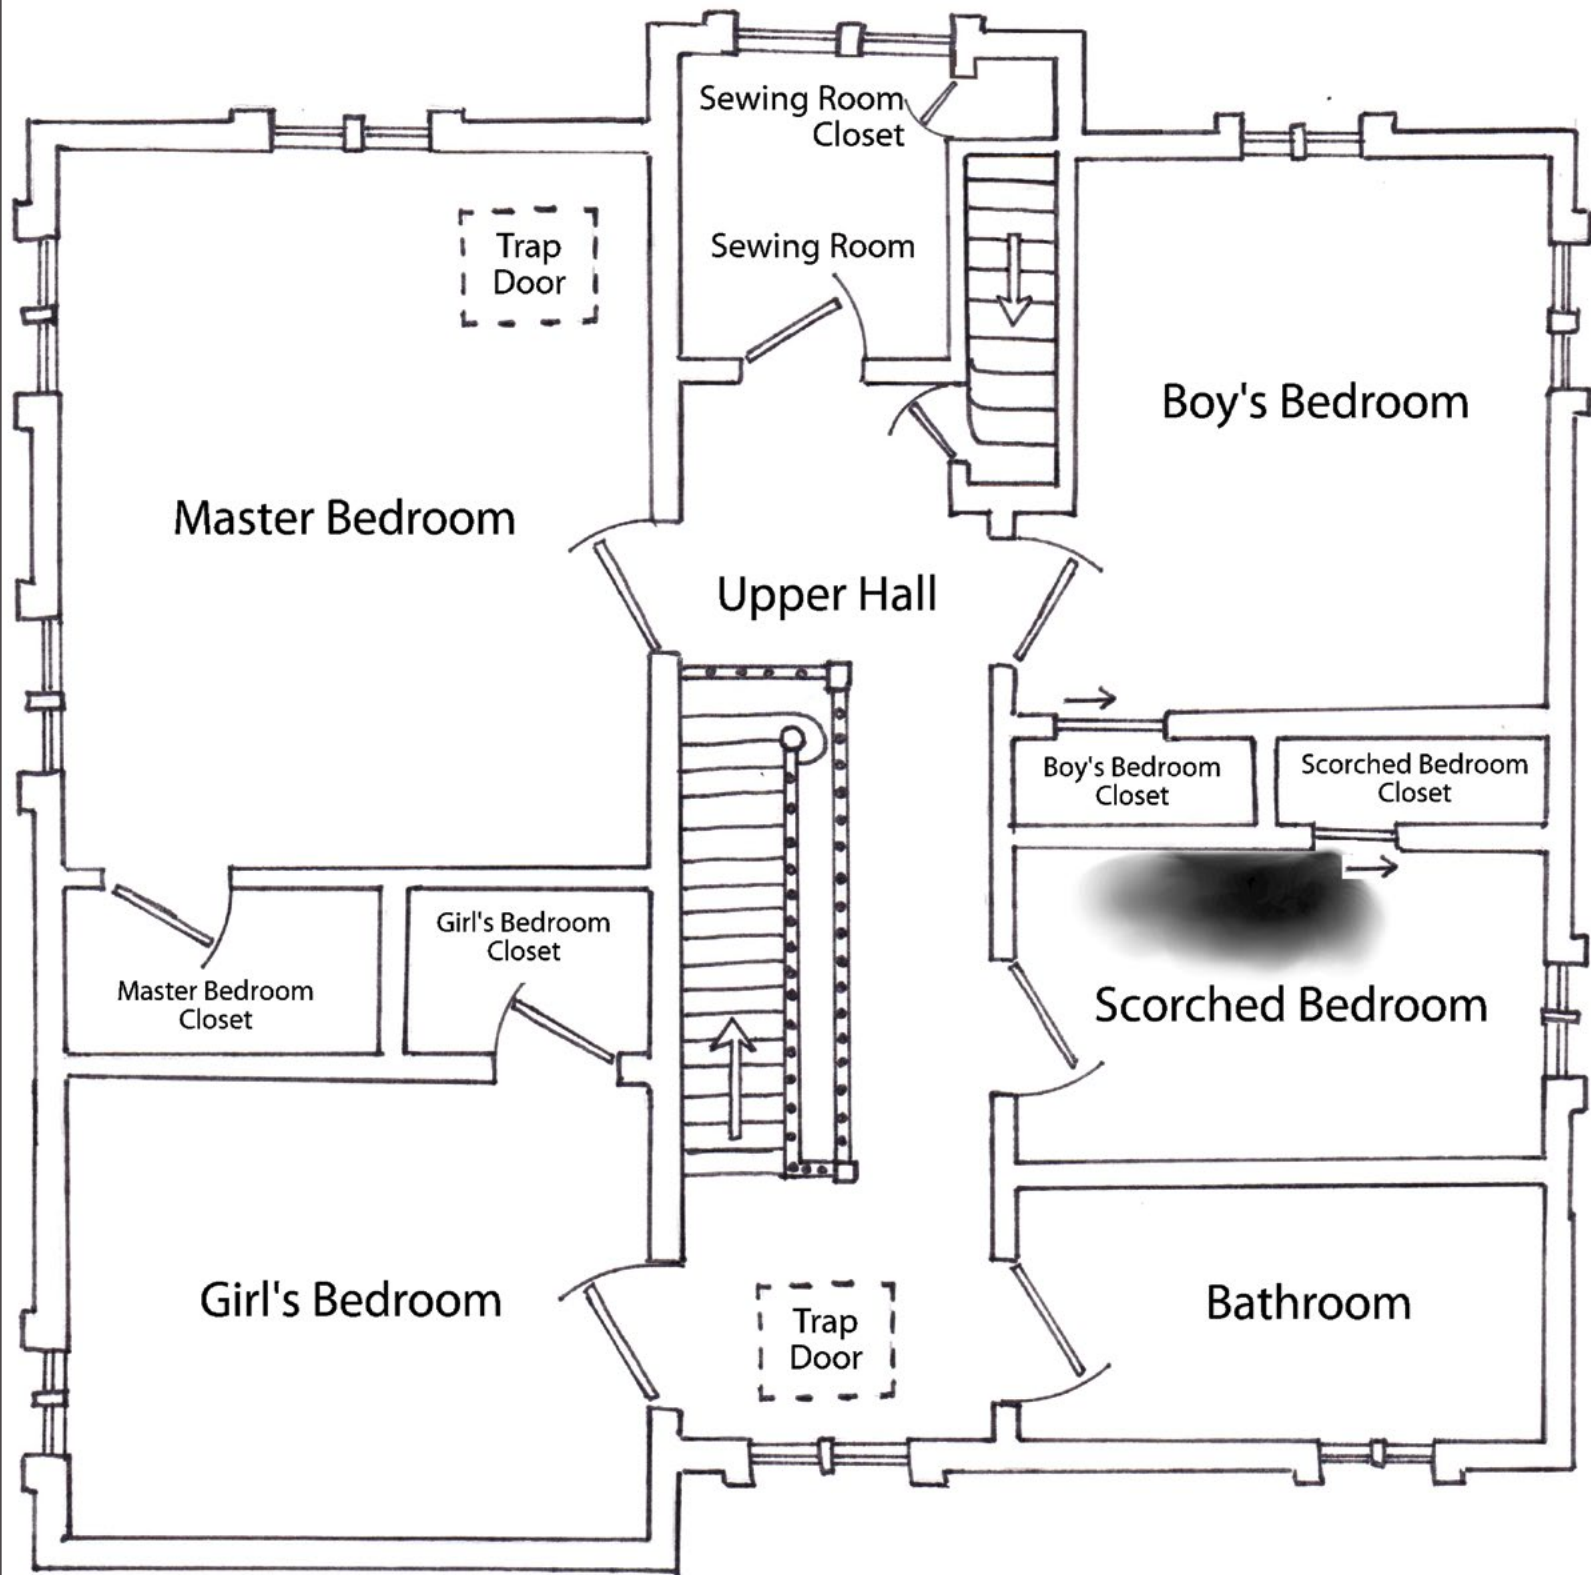 Sewing Room
Closet
Trap
Door
Sewing Room
Boy's Bedroom
Master Bedroom
Upper Hall
Boy's Bedroom
Closet
Scorched Bedroom
Closet
Girl's Bedroom
Closet
Master Bedroom
Closet
Scorched Bedroom
Girl's Bedroom
Trap
Door
Bathroom